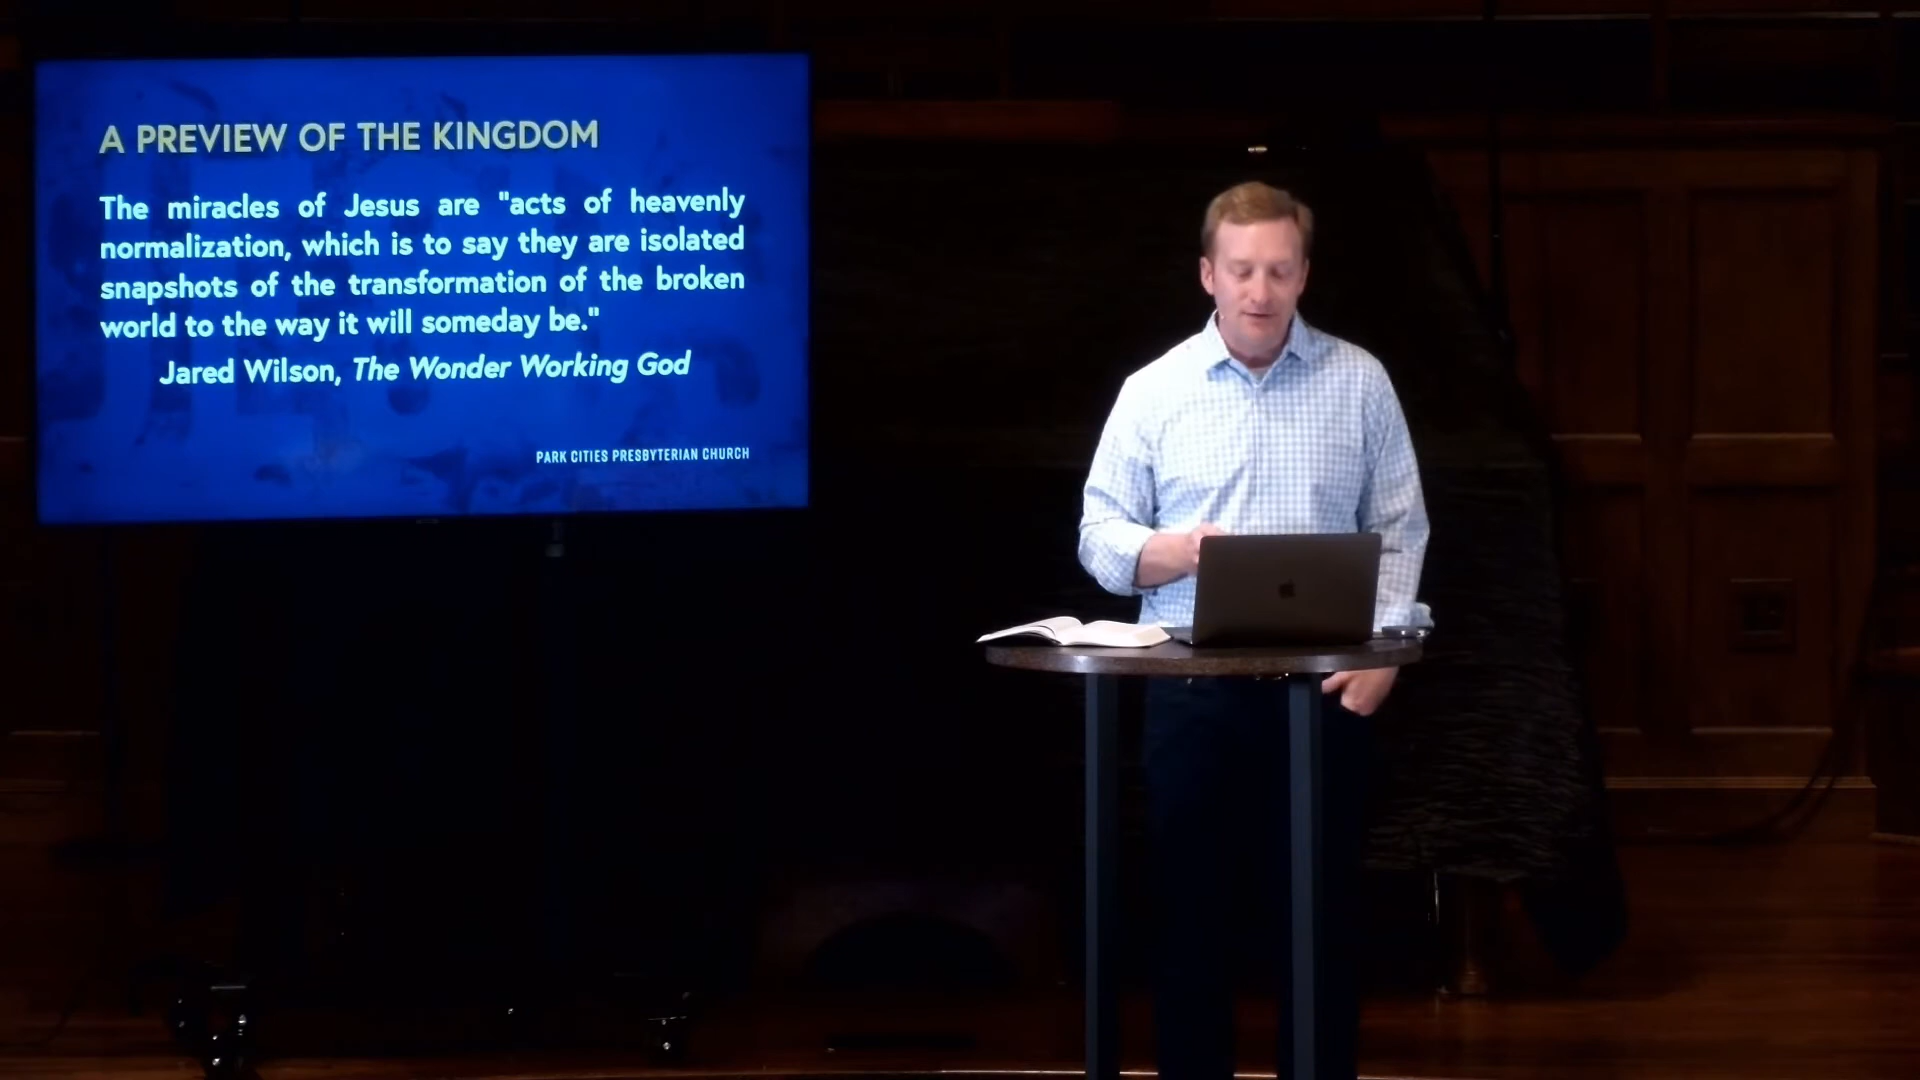 A PREVIEW OF THE KINGDOM
The miracles of Jesus are "acts of heavenly
normalization, which is to say they are isolated
snapshots of the transformation of the broken
world to the way it will someday be."
Jared Wilson, The Wonder Working God
PARK CITIES PRESBYTERIAN CHURCH